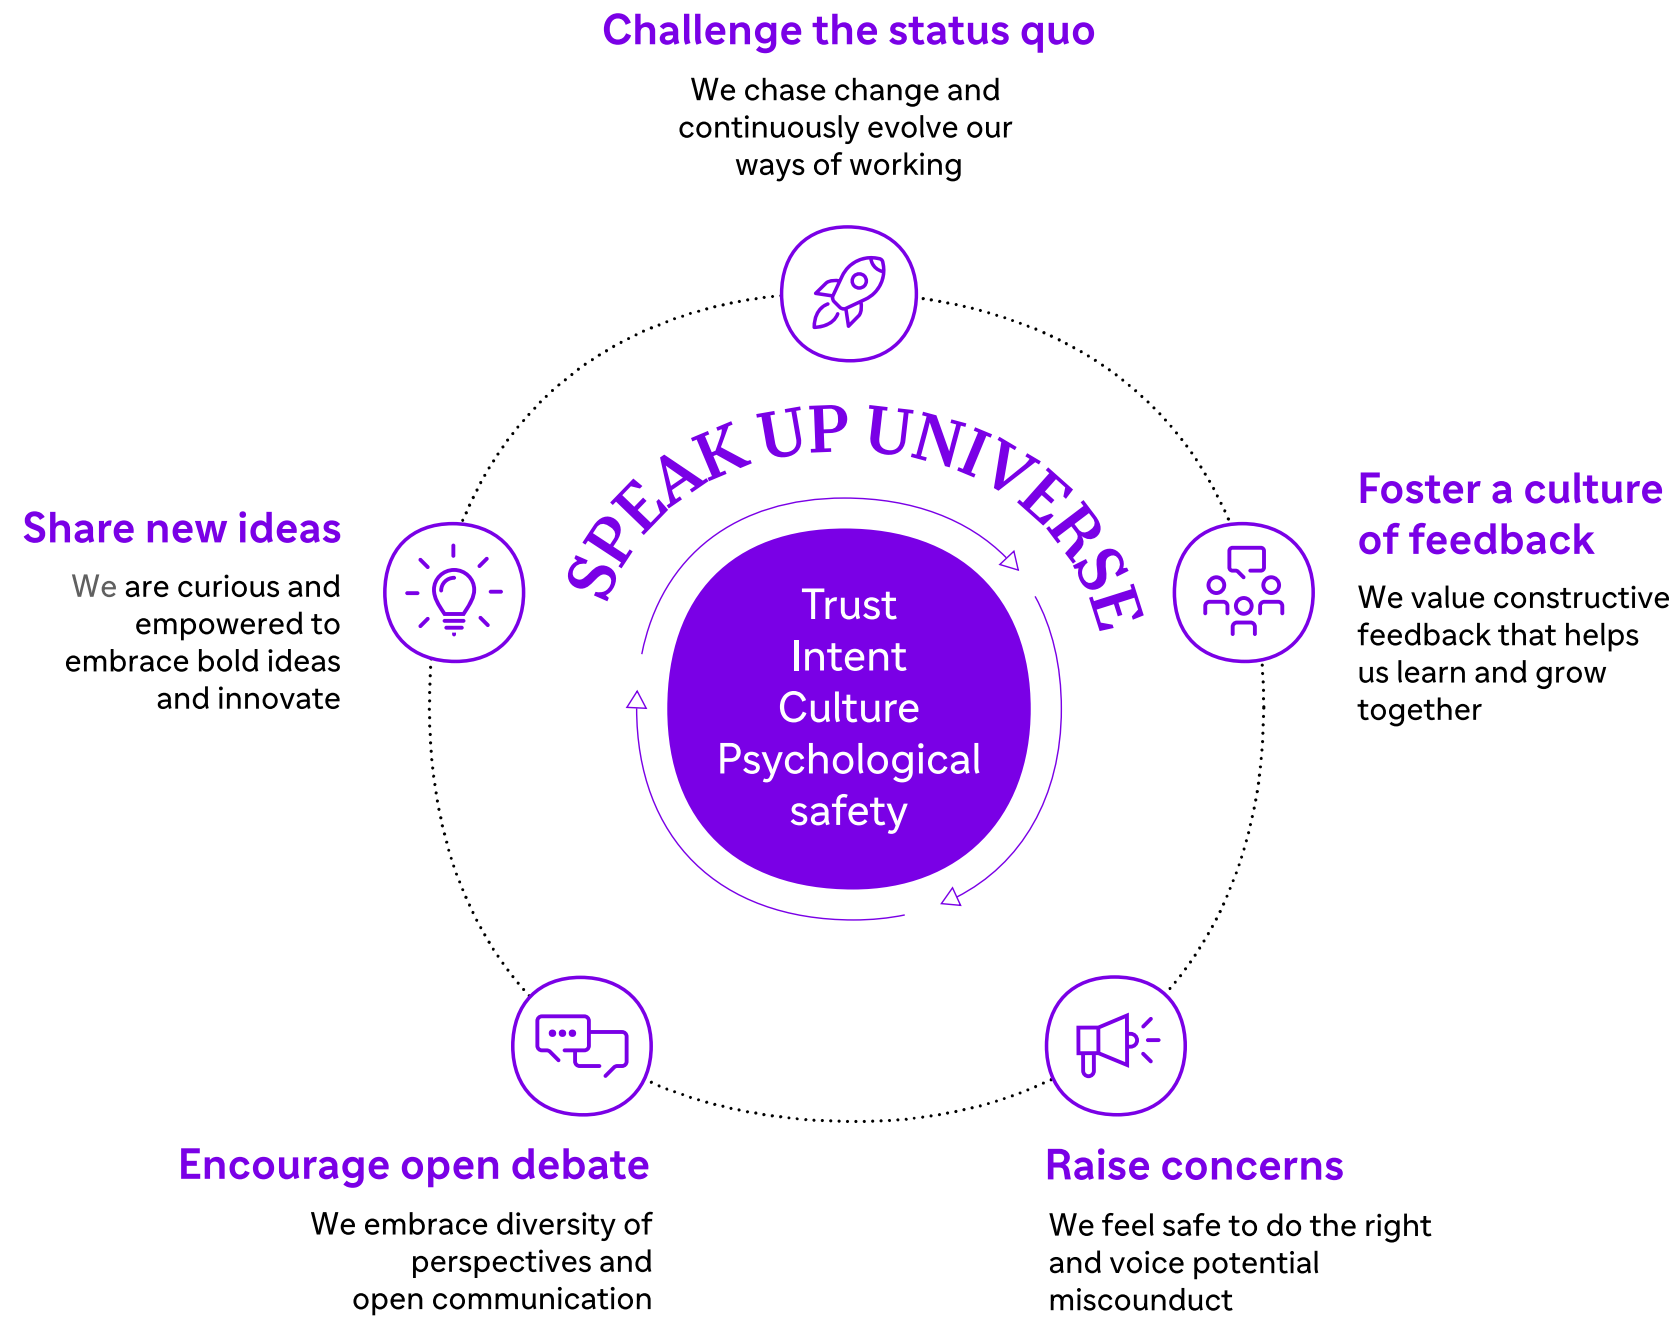 Challenge the status quo
We chase change and
continuously evolve our
ways of working
SPEAK UP UNIVERSE
Share new ideas
We are curious and
empowered to
embrace bold ideas
and innovate
Trust
Intent
Culture
Psychological
safety
Foster a culture
of feedback
We value constructive
feedback that helps
us learn and grow
together
Encourage open debate
We embrace diversity of
perspectives and
open communication
Raise concerns
We feel safe to do the right
and voice potential
miscounduct